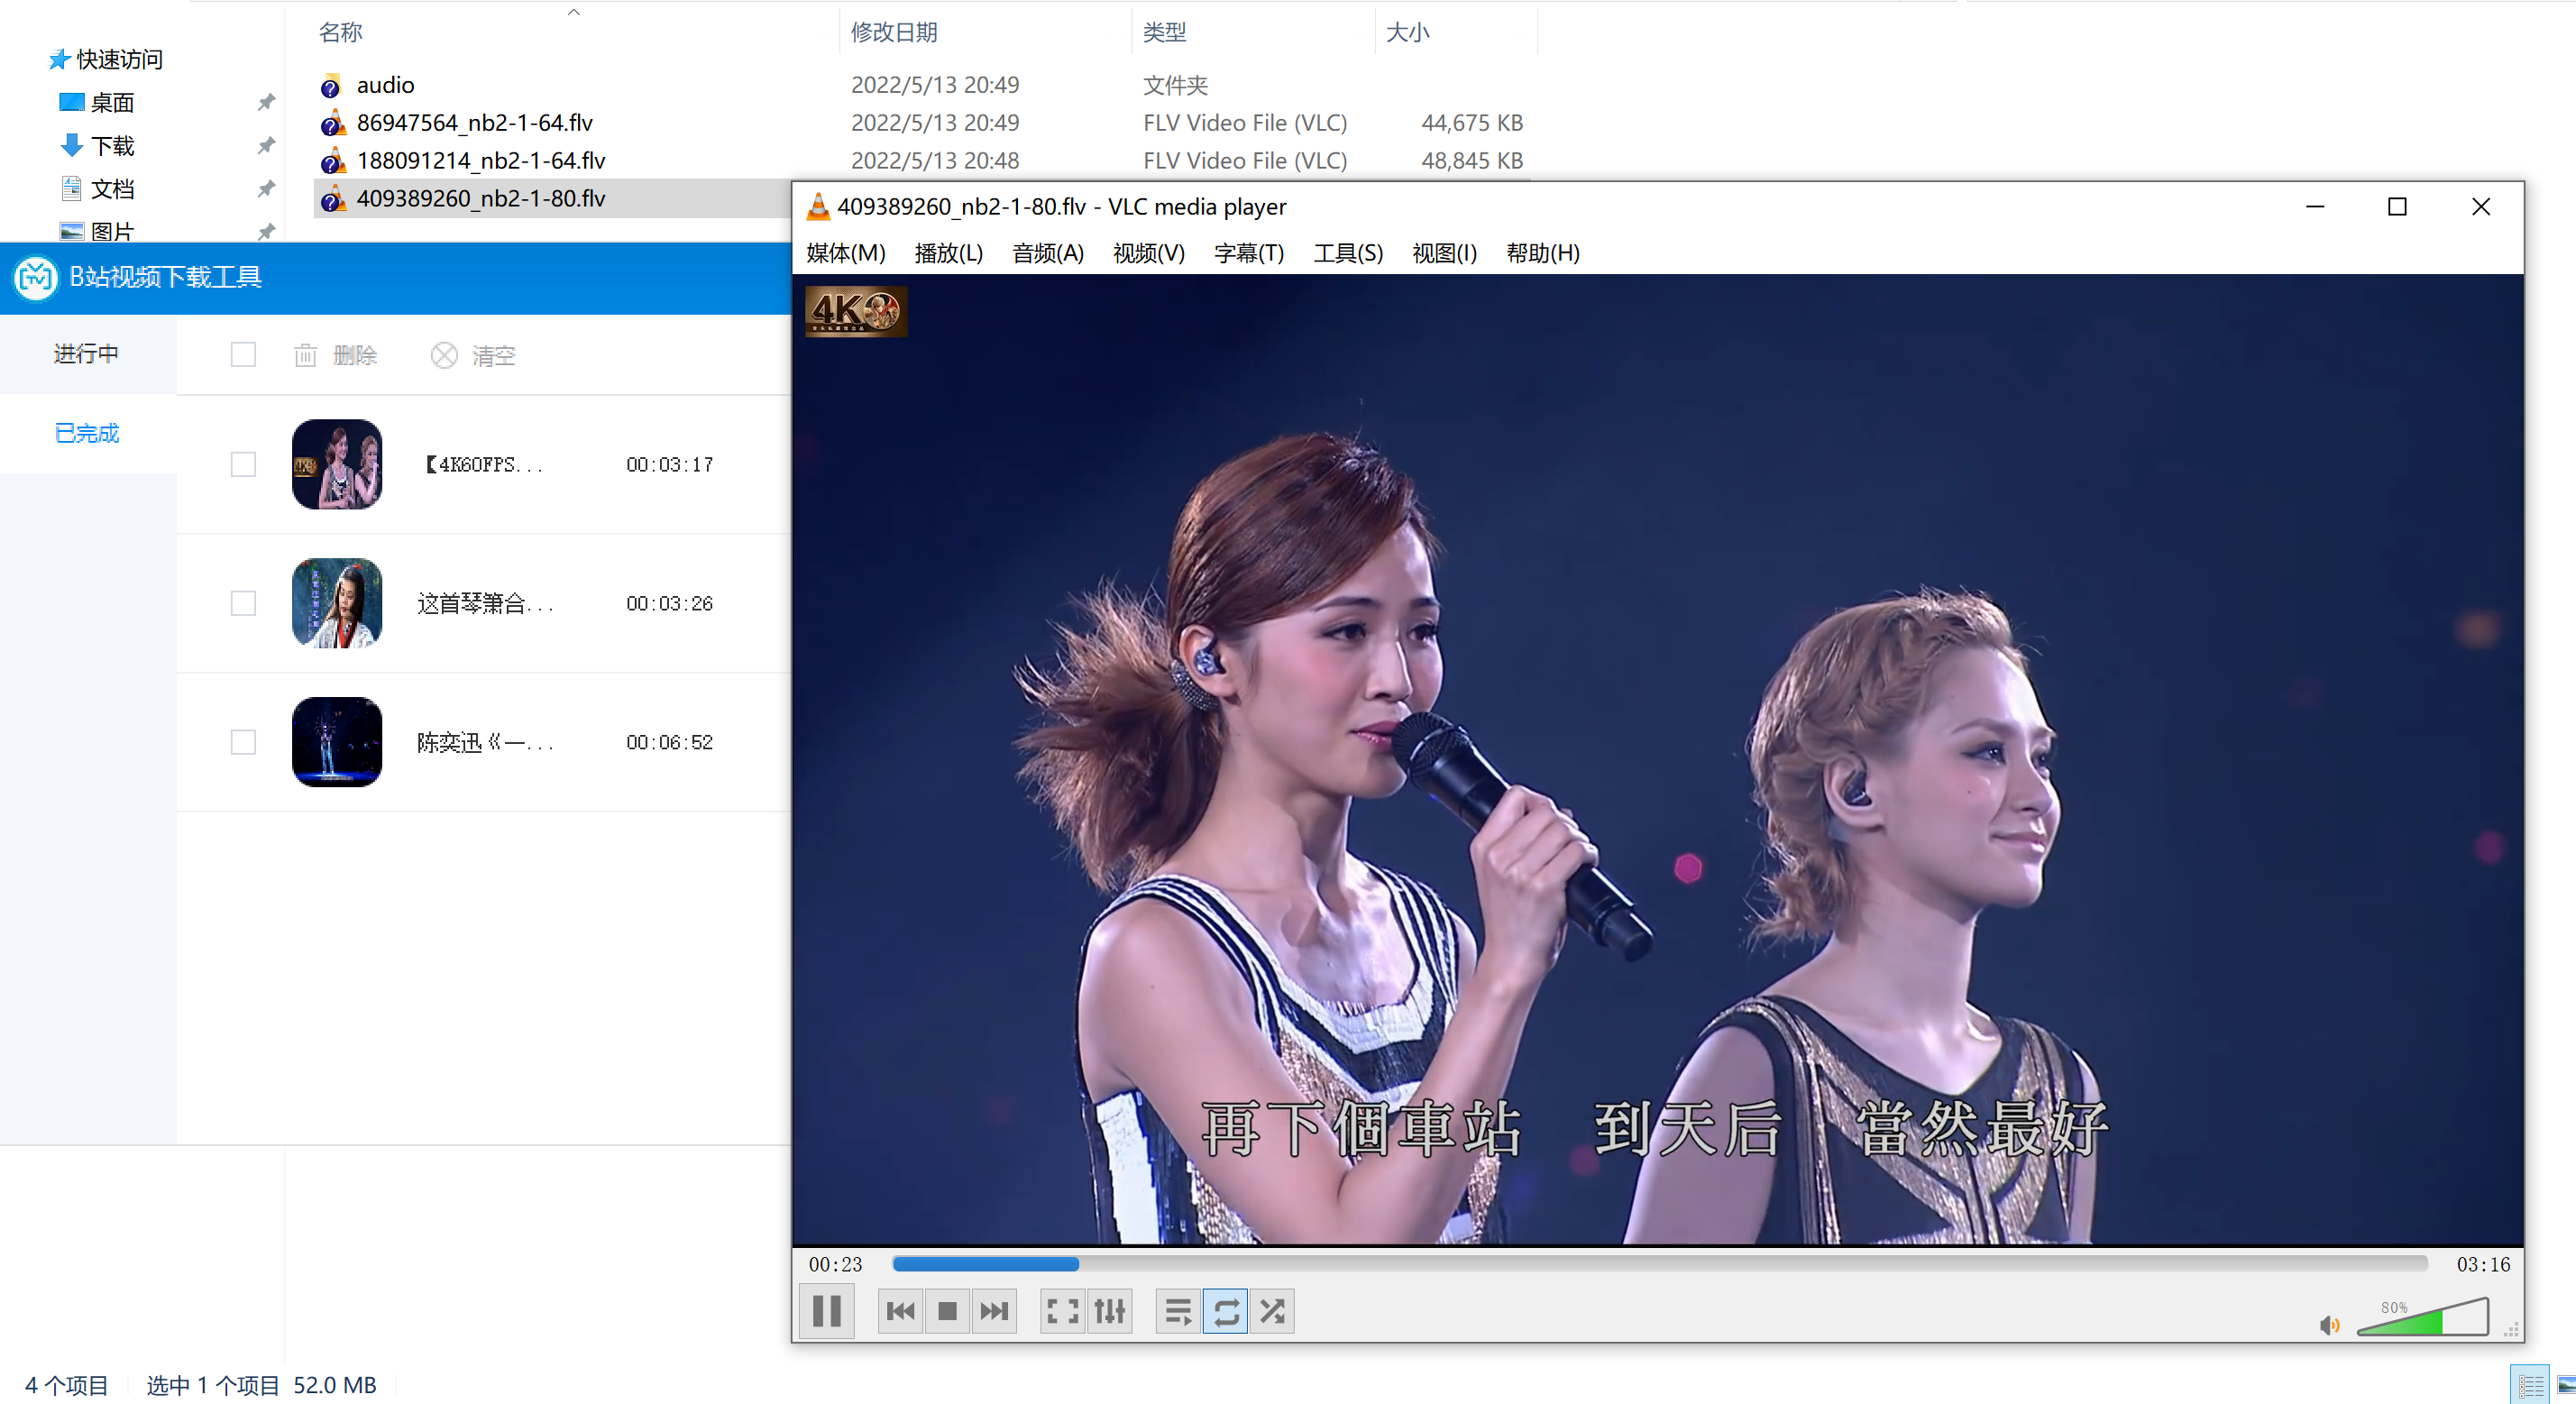 名称 修改日期 类型 大小
快速访问
桌面
下载
文档
图片
audio 2022/5/13 20:49 文件夹
86947564_nb2-1-64.flv 2022/5/13 20:49 FLV Video File (VLC) 44,675 KB
188091214_nb2-1-64.flv 2022/5/13 20:48 FLV Video File (VLC) 48,845 KB
409389260_nb2-1-80.flv
B站视频下载工具
进行中
已完成
删除 清空
【4K60FPS... 00:03:17
这首琴箫合... 00:03:26
陈奕迅《一... 00:06:52
409389260_nb2-1-80.flv - VLC media player
媒体(M) 播放(L) 音频(A) 视频(V) 字幕(T) 工具(S) 视图(I) 帮助(H)
4K
再下個車站 到天后 當然最好
00:23 03:16
80%
4 个项目 选中 1 个项目 52.0 MB